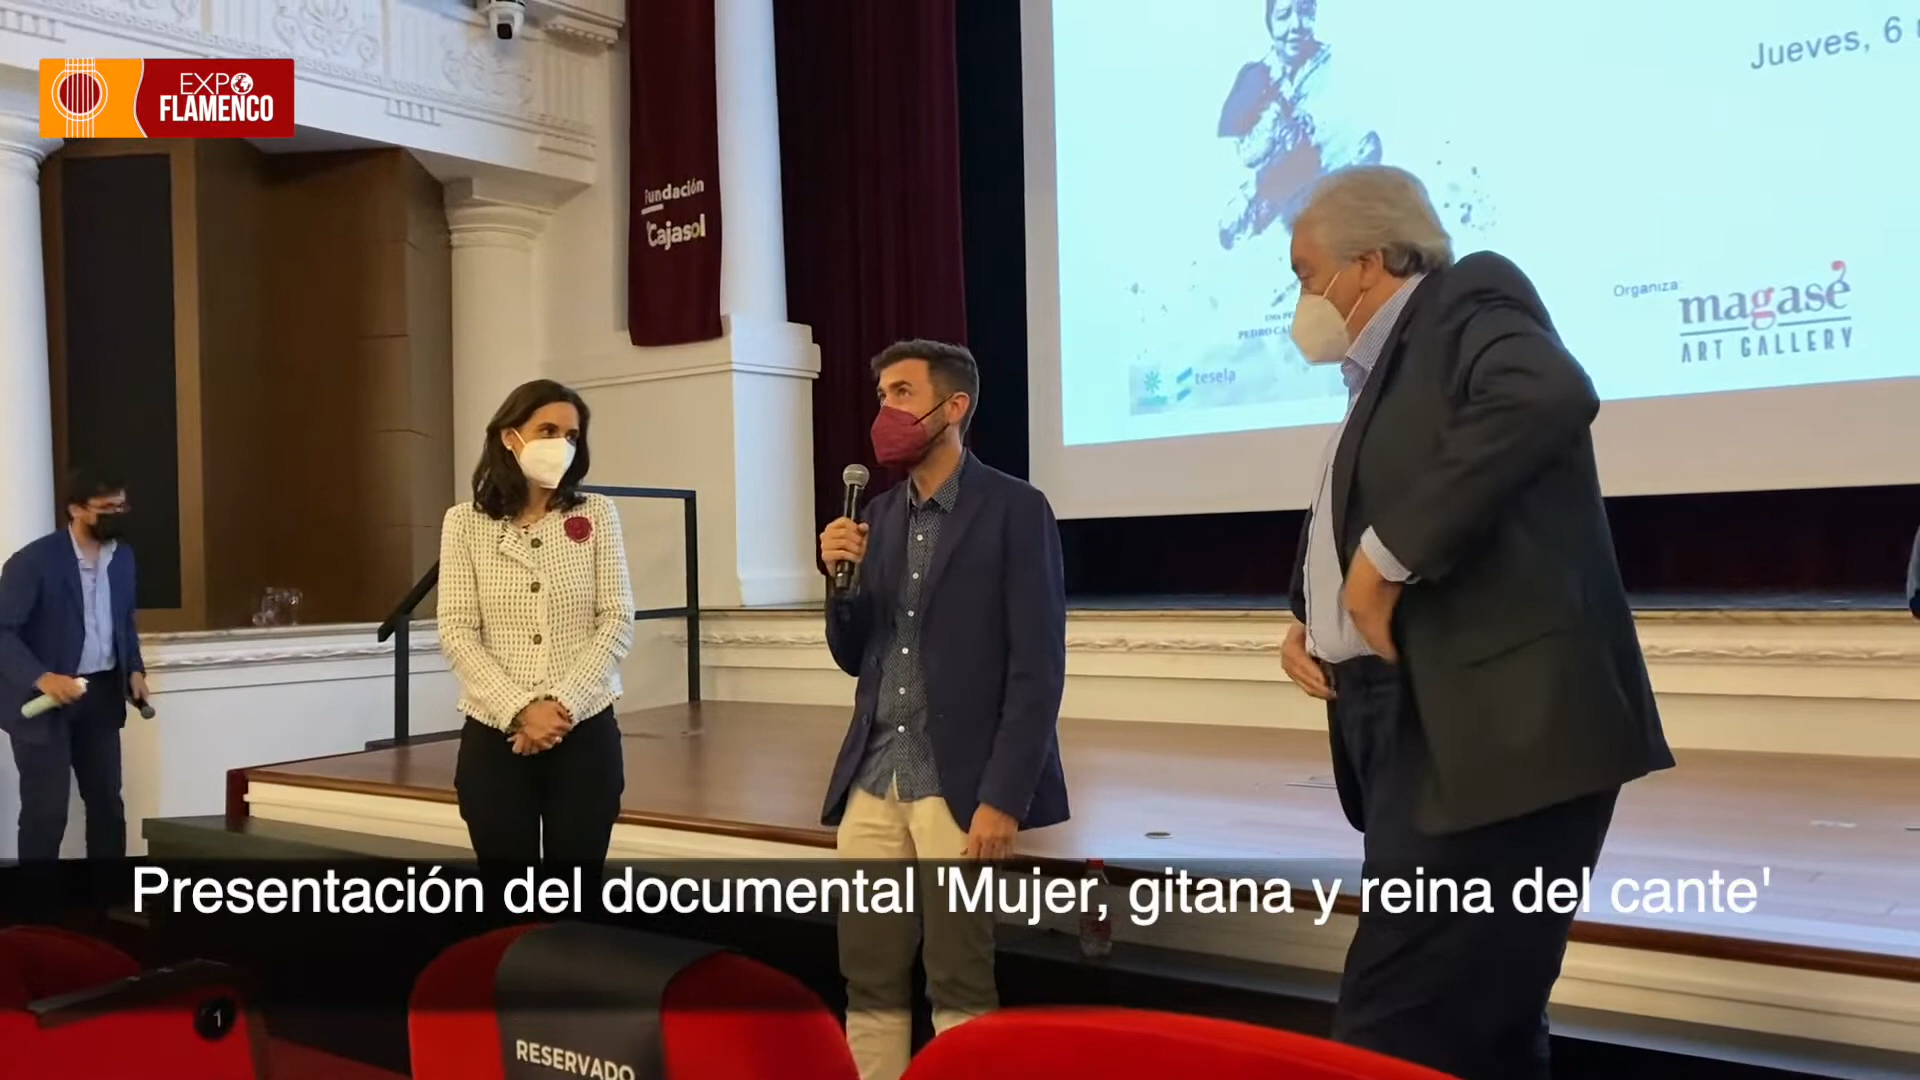 EXPO
FLAMENCO
Fundación
Cajasol
Jueves, 6
Organiza:
magasé
ART GALLERY
tesela
Presentación del documental 'Mujer, gitana y reina del cante'
1
RESERVADO